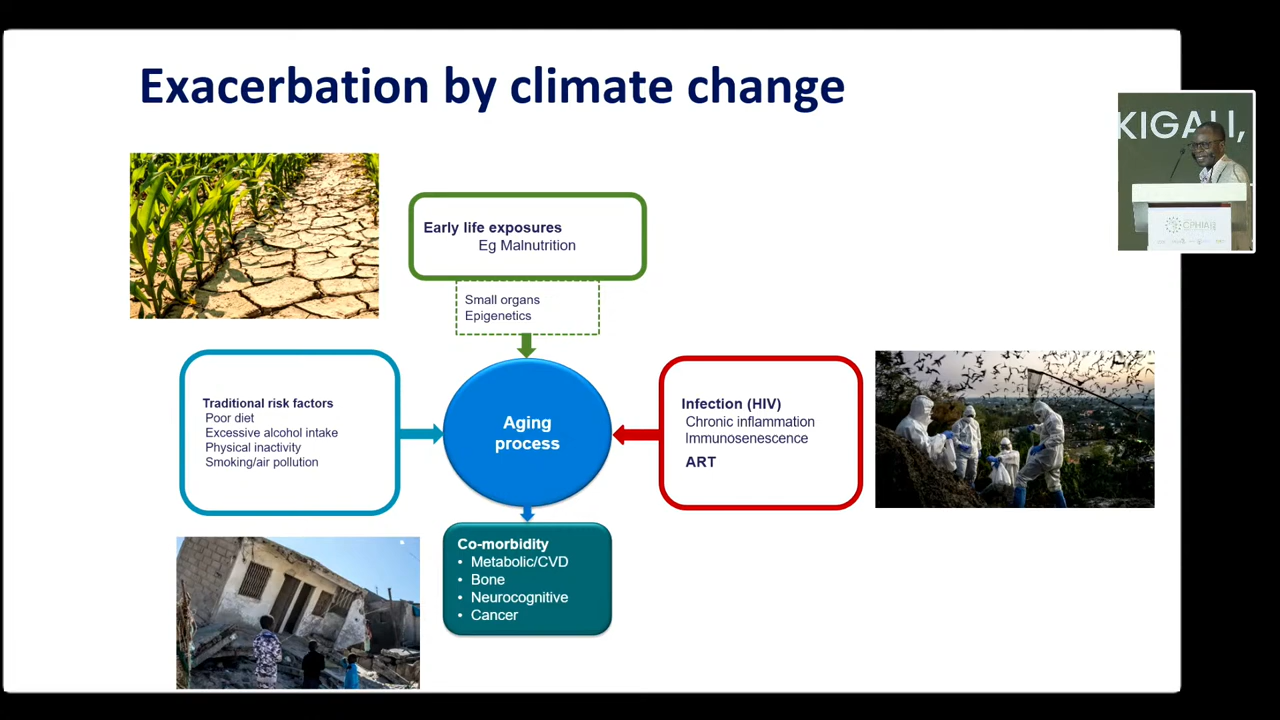 Exacerbation by climate change
KIGALI,
CPHIA
Early life exposures
Eg Malnutrition
Small organs
Epigenetics
Traditional risk factors
Poor diet
Excessive alcohol intake
Physical inactivity
Smoking/air pollution
Aging
process
Infection (HIV)
Chronic inflammation
Immunosenescence
ART
Co-morbidity
• Metabolic/CVD
• Bone
• Neurocognitive
• Cancer